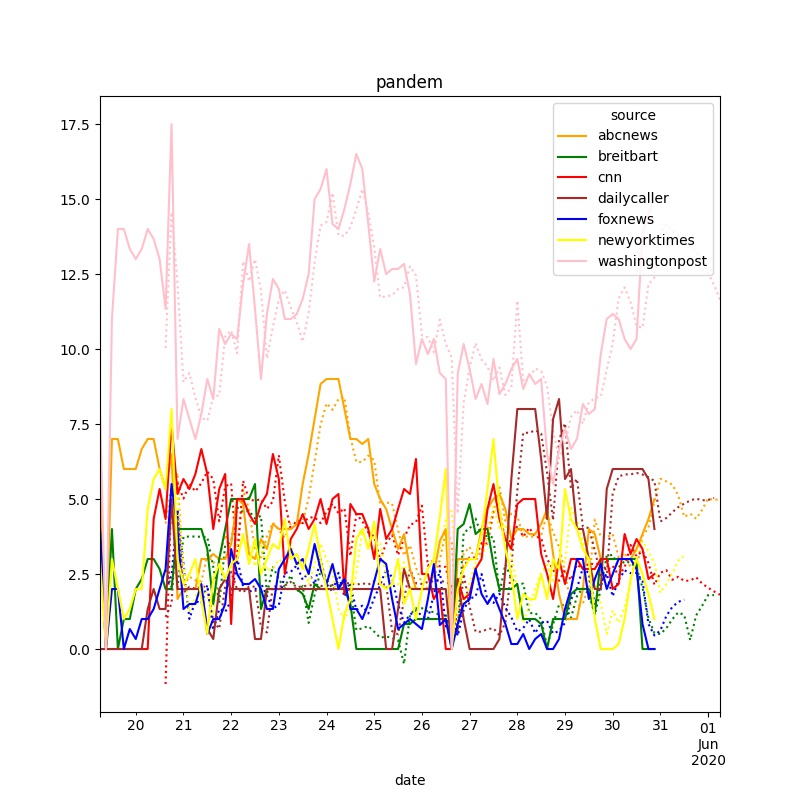 pandem
source
abcnews
breitbart
cnn
dailycaller
foxnews
newyorktimes
washingtonpost
17.5
15.0
12.5
10.0
7.5
5.0
2.5
0.0
20 21 22 23 24 25 26 27 28 29 30 31 01
Jun
2020
date